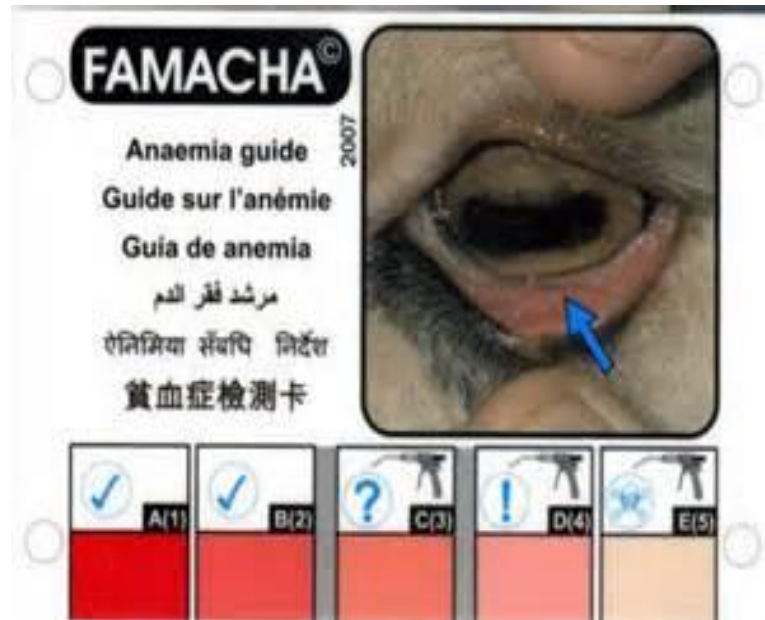 FAMACHA©
2007
Anaemia guide
Guide sur l'anémie
Guía de anemia
مرشد فقر الدم
ऐनिमिया सँबधि निर्देश
貧血症檢測卡
A(1)
B(2)
?
C(3)
!
D(4)
E(5)